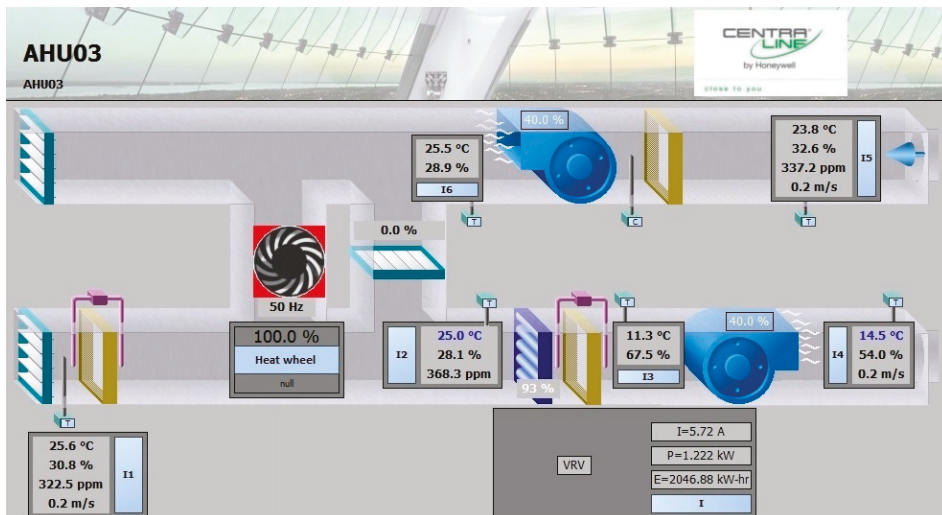 AHU03
AHU03
CENTRA
LINE
by Honeywell
close to you
40.0 %
25.5 °C
28.9 %
I6
T
C
23.8 °C
32.6 %
337.2 ppm
0.2 m/s
I5
T
0.0 %
50 Hz
100.0 %
Heat wheel
null
T
I2
25.0 °C
28.1 %
368.3 ppm
93 %
T
11.3 °C
67.5 %
I3
40.0 %
T
I4
14.5 °C
54.0 %
0.2 m/s
T
25.6 °C
30.8 %
322.5 ppm
0.2 m/s
I1
VRV
I=5.72 A
P=1.222 kW
E=2046.88 kW-hr
I